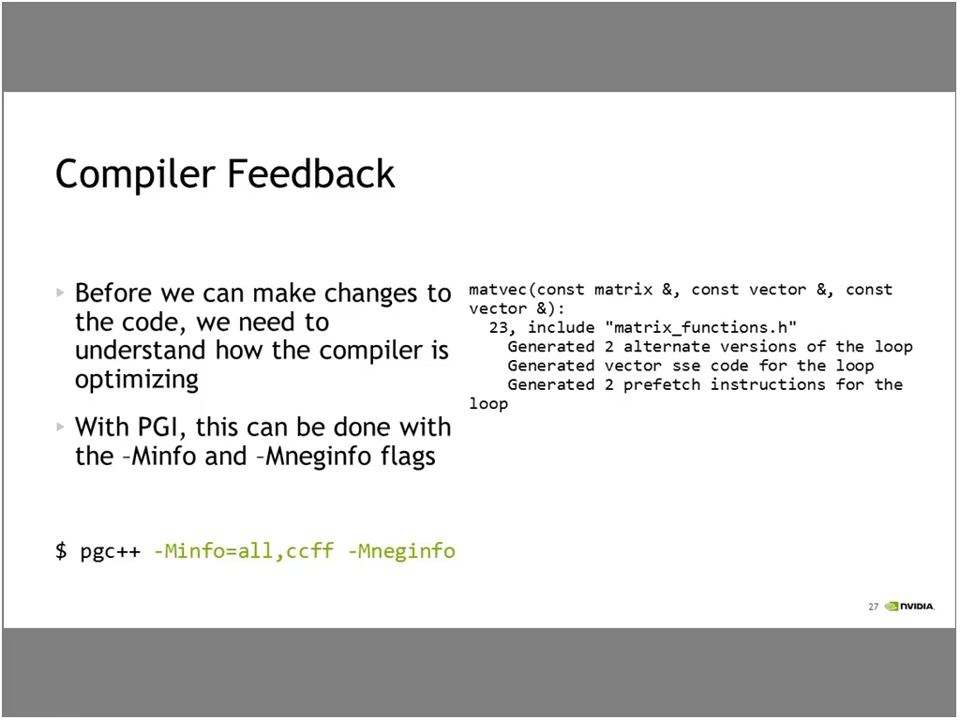 Compiler Feedback
Before we can make changes to
the code, we need to
understand how the compiler is
optimizing
With PGI, this can be done with
the –Minfo and –Mneginfo flags
$ pgc++ -Minfo=all,ccff -Mneginfo
matvec(const matrix &, const vector &, const
vector &):
23, include "matrix_functions.h"
Generated 2 alternate versions of the loop
Generated vector sse code for the loop
Generated 2 prefetch instructions for the
loop
27 NVIDIA.